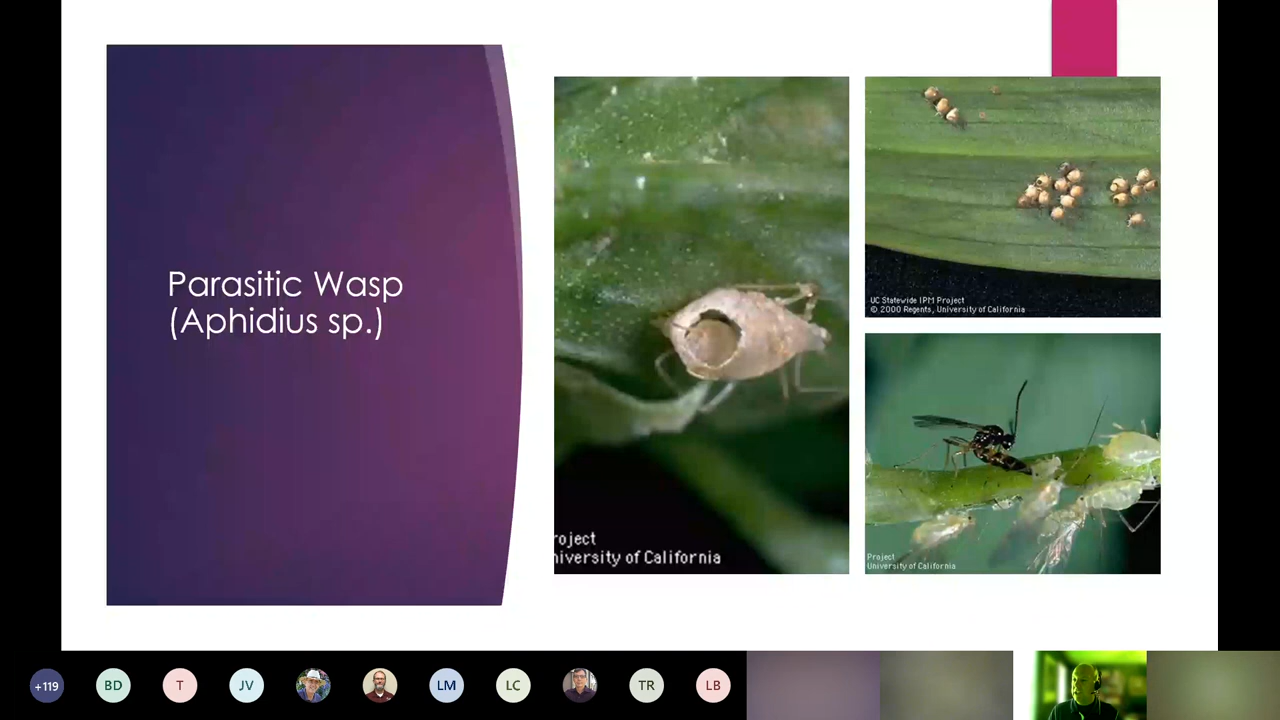 Parasitic Wasp
(Aphidius sp.)
roject
niversity of California
UC Statewide IPM Project
© 2000 Regents, University of California
Project
University of California
+119
BD
T
JV
LM
LC
TR
LB